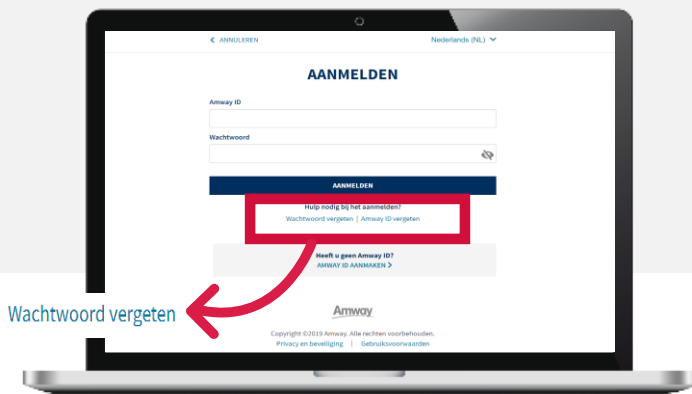 ANNULEREN
Nederlands (NL)
AANMELDEN
Amway ID
Wachtwoord
AANMELDEN
Hulp nodig bij het aanmelden?
Wachtwoord vergeten | Amway ID vergeten
Heeft u geen Amway ID?
AMWAY ID AANMAKEN >
Wachtwoord vergeten
Amway
Copyright ©2019 Amway. Alle rechten voorbehouden.
Privacy en beveiliging | Gebruiksvoorwaarden